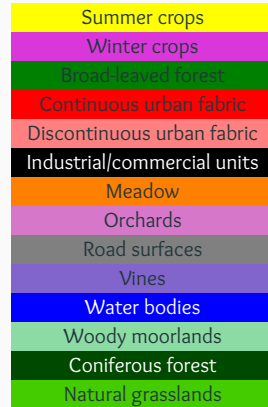 Summer crops
Winter crops
Broad-leaved forest
Continuous urban fabric
Discontinuous urban fabric
Industrial/commercial units
Meadow
Orchards
Road surfaces
Vines
Water bodies
Woody moorlands
Coniferous forest
Natural grasslands